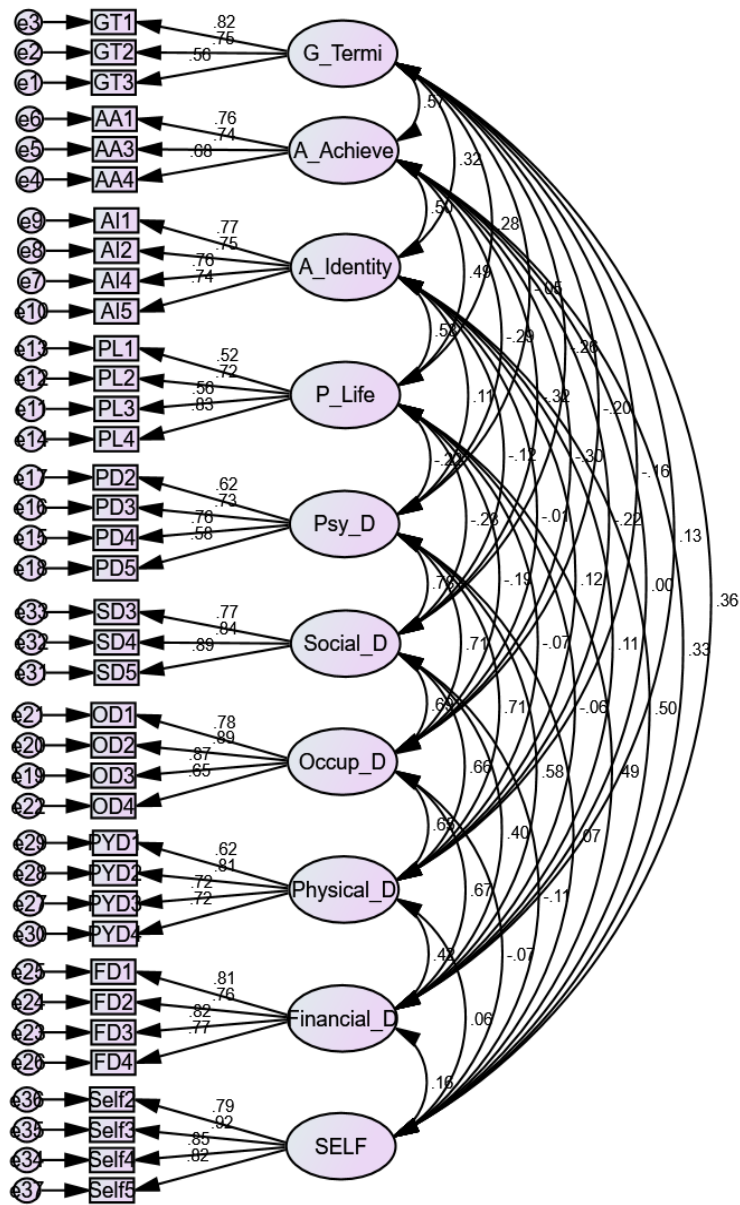 e3 GT1 .82
e2 GT2 .75 G_Termi
e1 GT3 .56
e6 AA1 .76
e5 AA3 .74 A_Achieve
e4 AA4 .68
e9 AI1 .77
e8 AI2 .75 A_Identity
e7 AI4 .76
e10 AI5 .74
e13 PL1 .52
e12 PL2 .72 P_Life
e11 PL3 .56
e14 PL4 .83
e17 PD2 .62
e16 PD3 .73 Psy_D
e15 PD4 .76
e18 PD5 .58
e33 SD3 .77
e32 SD4 .84 Social_D
e31 SD5 .89
e21 OD1 .78
e20 OD2 .89 Occup_D
e19 OD3 .87
e22 OD4 .65
e29 PYD1 .62
e28 PYD2 .81 Physical_D
e27 PYD3 .72
e30 PYD4 .72
e25 FD1 .81
e24 FD2 .76 Financial_D
e23 FD3 .82
e26 FD4 .77
e36 Self2 .79
e35 Self3 .92 SELF
e34 Self4 .85
e37 Self5 .82
.57
.32
.50
.28
.49
-.05
-.29
.26
.11
-.32
-.20
-.12
-.30
-.16
-.23
-.01
-.22
.13
-.19
.12
.00
.36
.71
-.07
.11
.33
.71
-.06
.50
.66
.58
.49
.40
.07
.67
-.11
.42
-.07
.06
.16